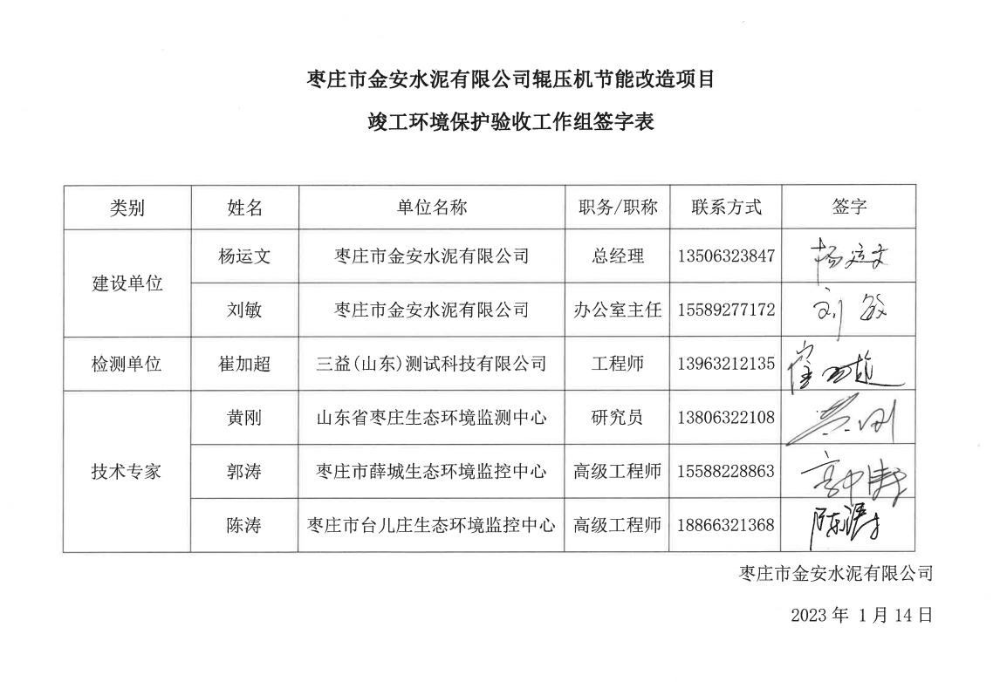 枣庄市金安水泥有限公司辊压机节能改造项目
竣工环境保护验收工作组签字表
类别 姓名 单位名称 职务/职称 联系方式 签字
建设单位 杨运文 枣庄市金安水泥有限公司 总经理 13506323847 杨运文
刘敏 枣庄市金安水泥有限公司 办公室主任 15589277172 刘敏
检测单位 崔加超 三益(山东)测试科技有限公司 工程师 13963212135 崔加超
技术专家 黄刚 山东省枣庄生态环境监测中心 研究员 13806322108 黄刚
郭涛 枣庄市薛城生态环境监控中心 高级工程师 15588228863
陈涛 枣庄市台儿庄生态环境监控中心 高级工程师 18866321368 陈涛
枣庄市金安水泥有限公司
2023 年 1 月 14 日